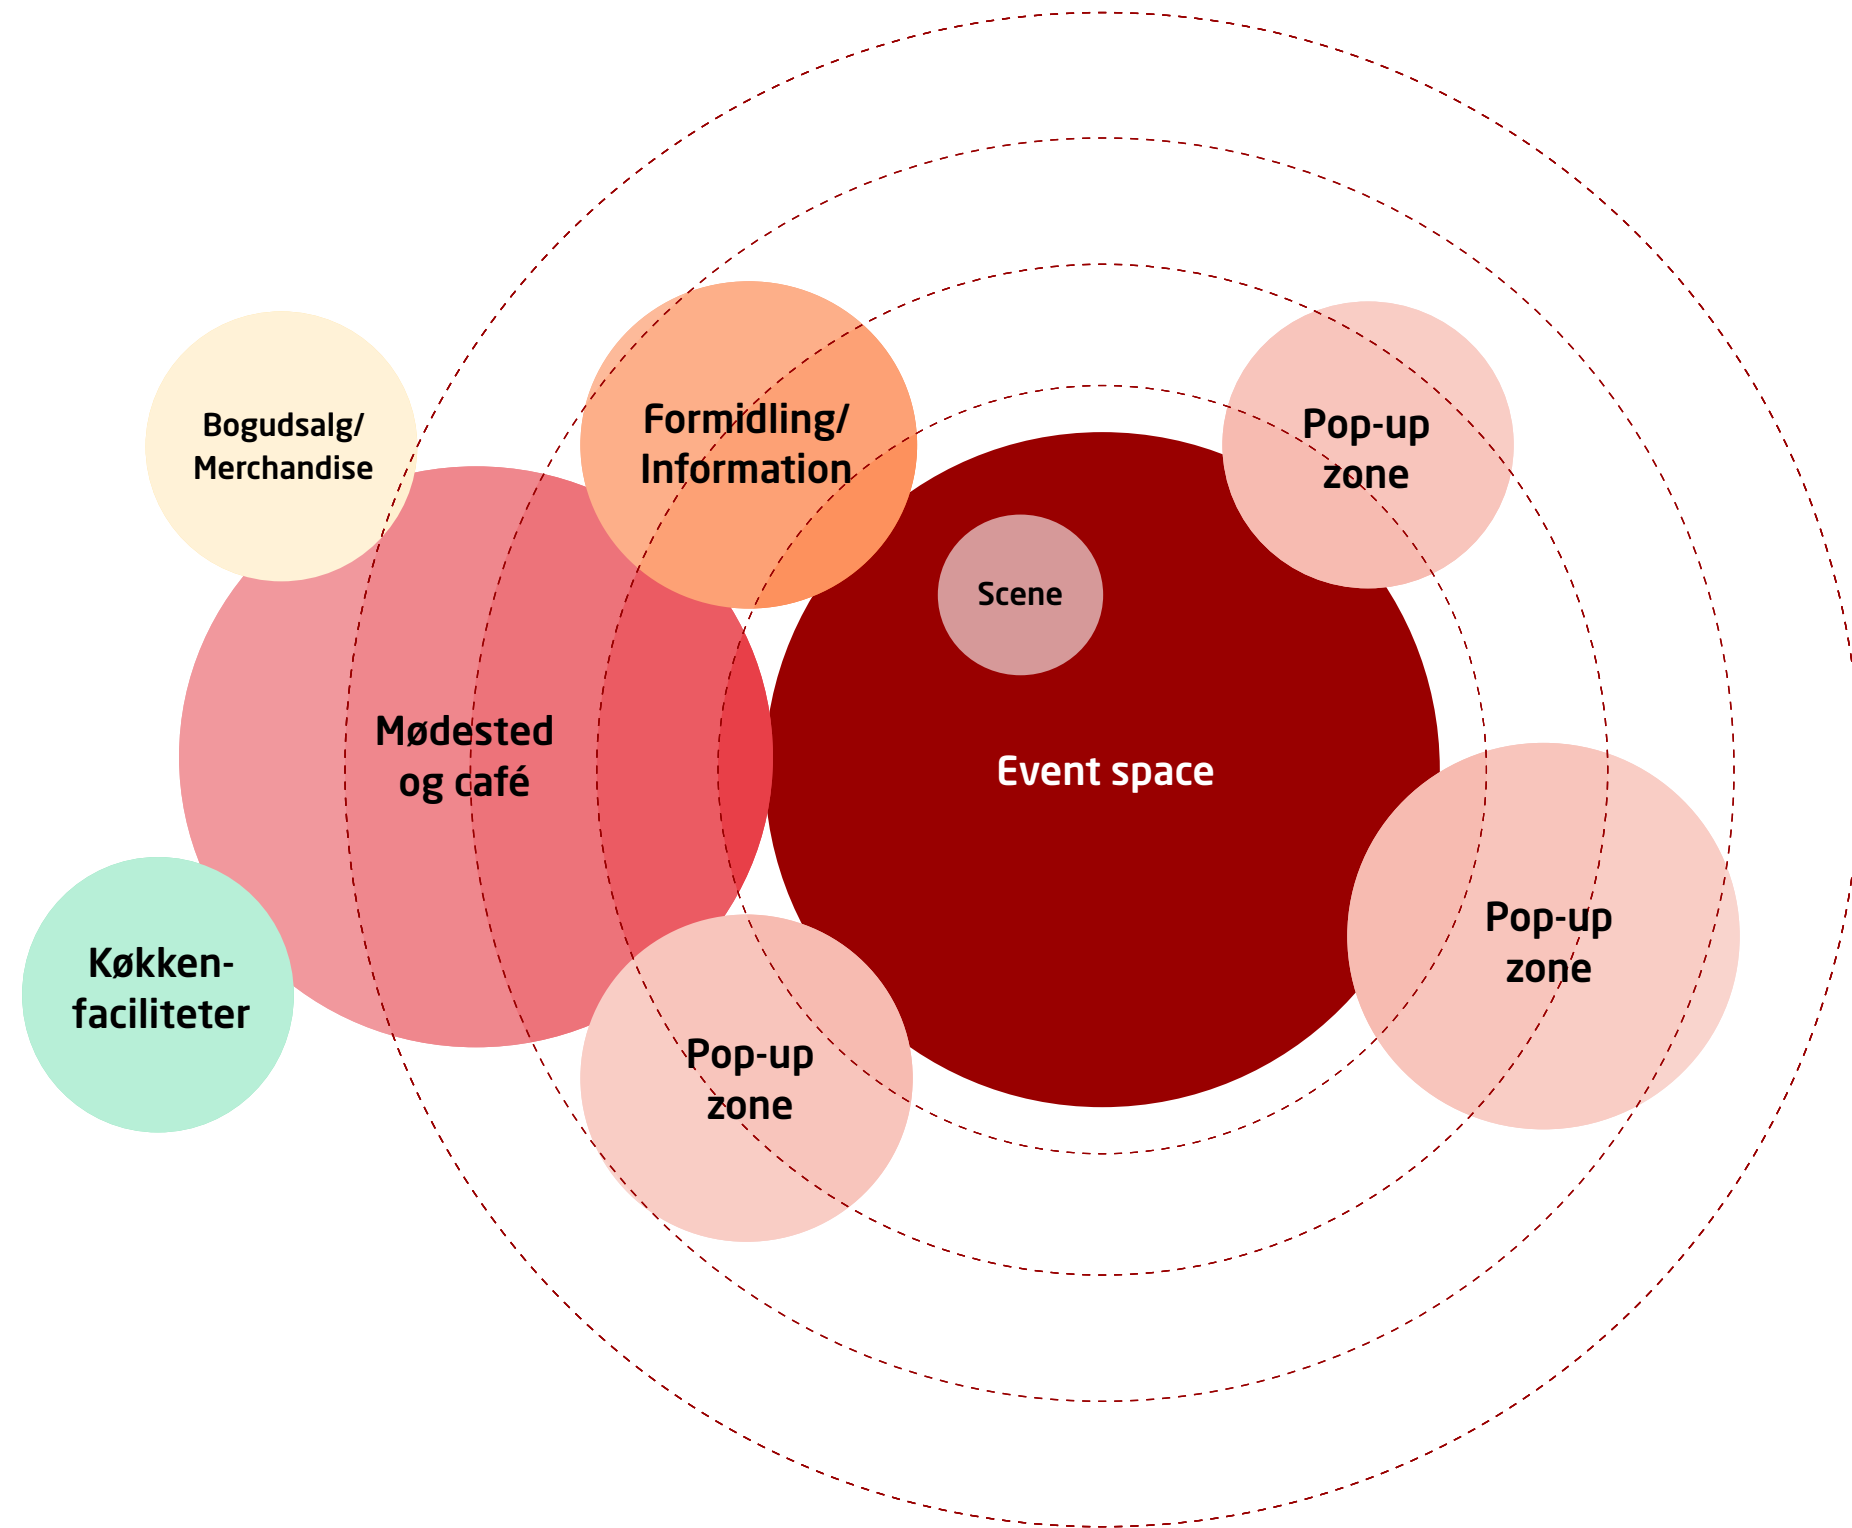 Bogudsalg/
Merchandise
Formidling/
Information
Pop-up
zone
Scene
Mødested
og café
Event space
Pop-up
zone
Køkken-
faciliteter
Pop-up
zone